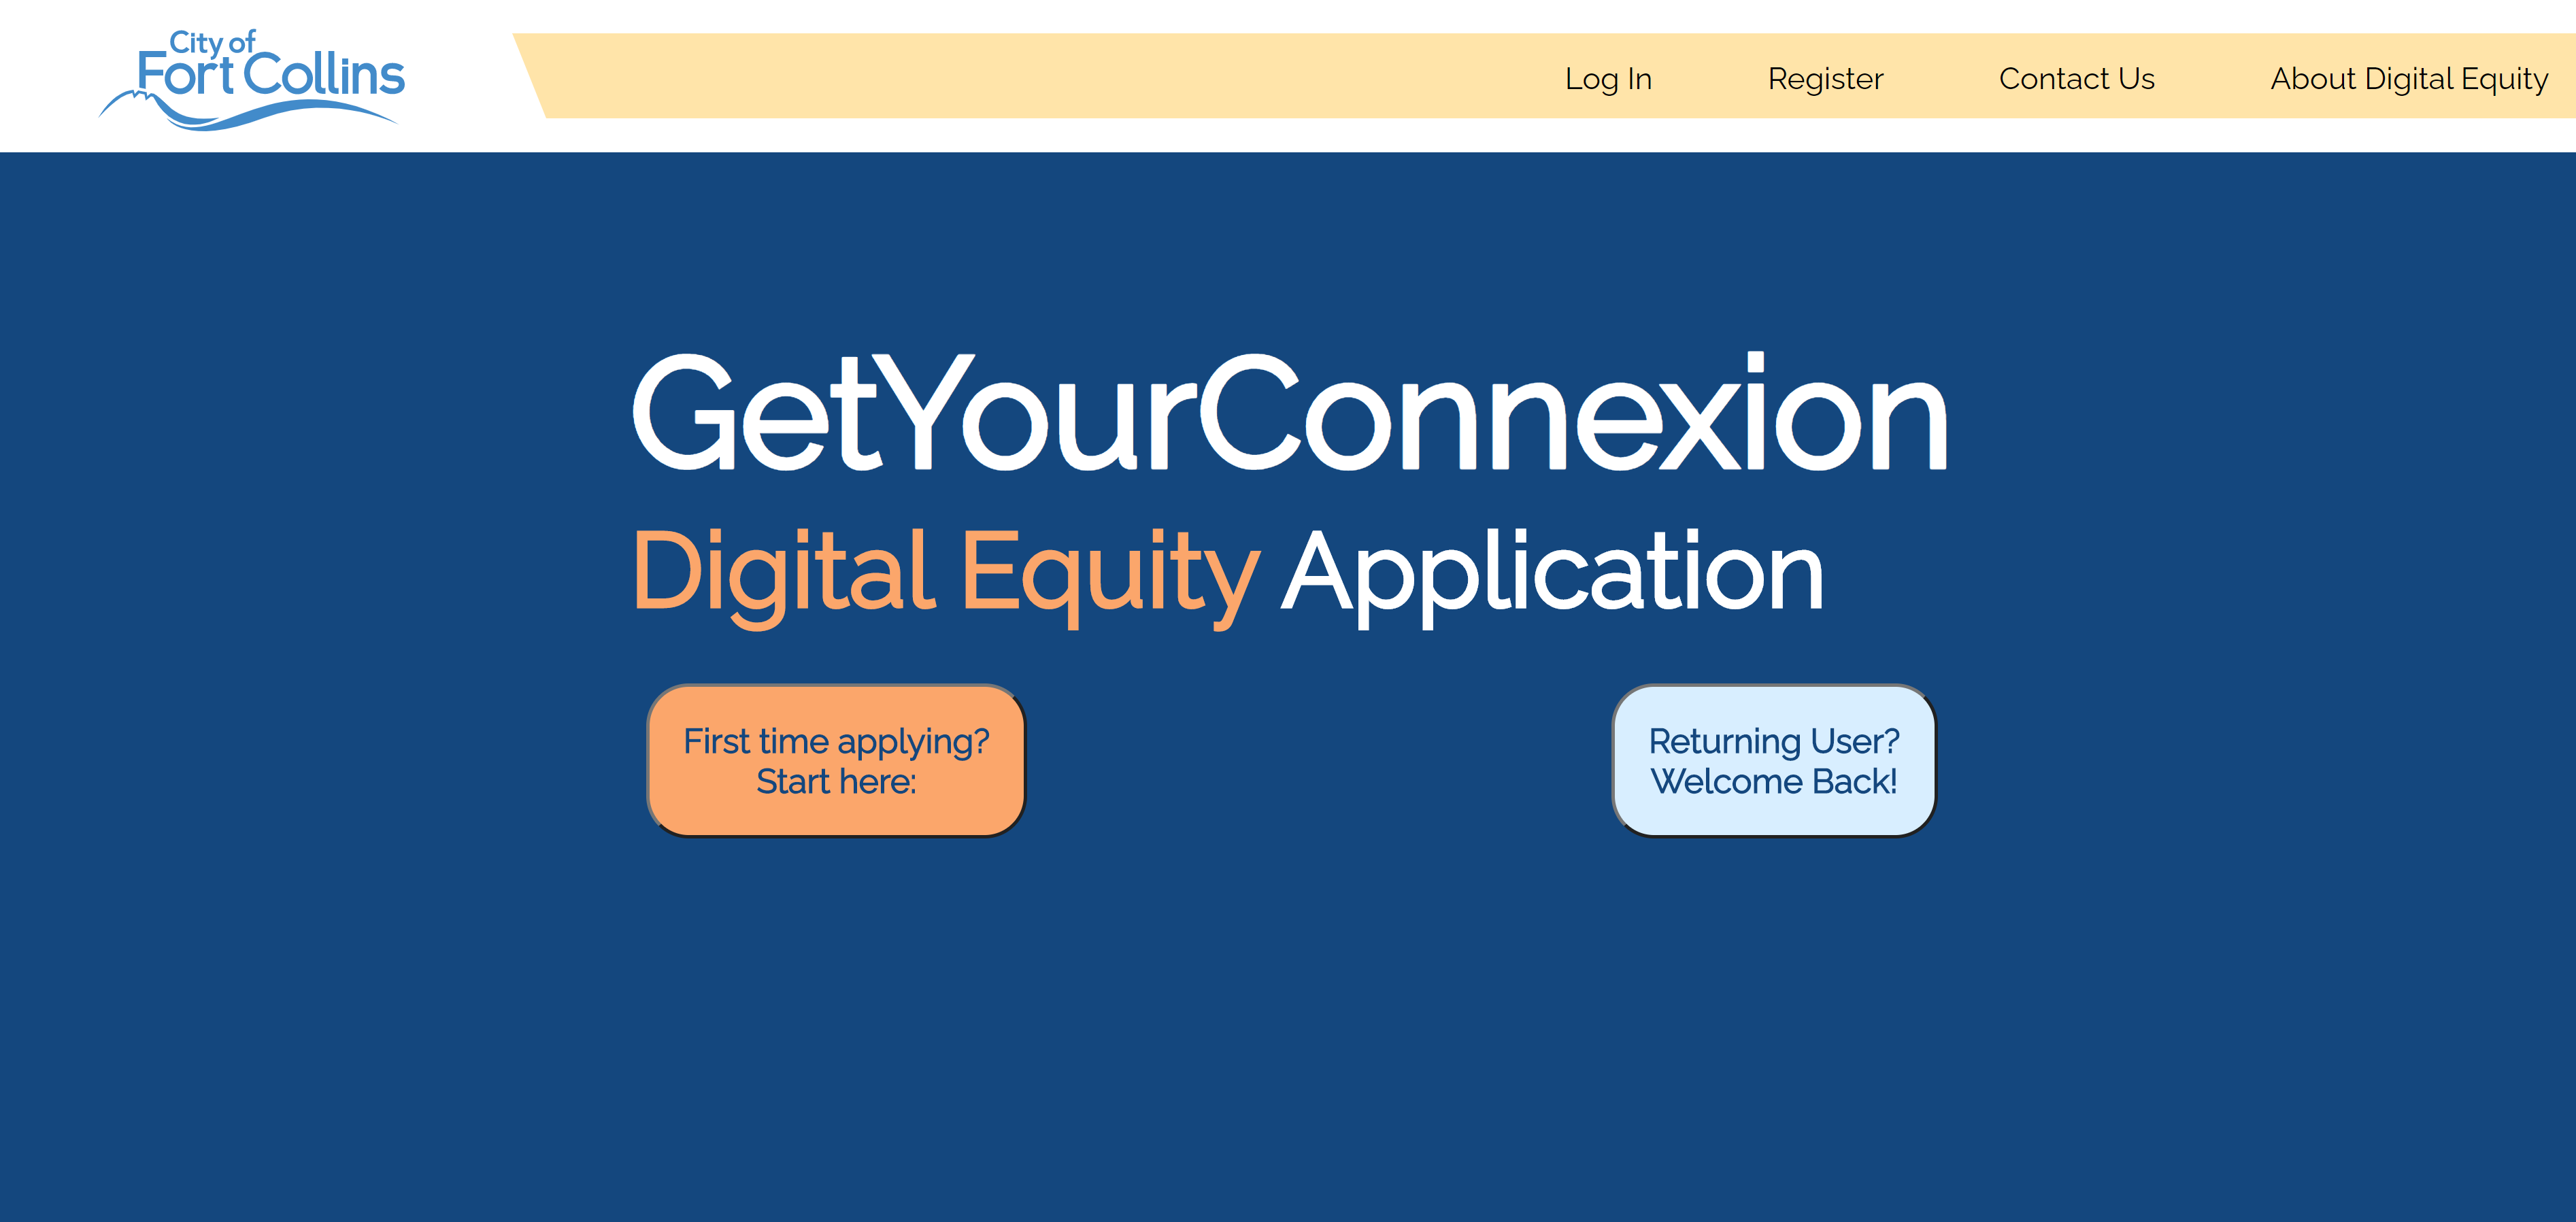 City of
Fort Collins
Log In
Register
Contact Us
About Digital Equity
GetYourConnexion
Digital Equity Application
First time applying?
Start here:
Returning User?
Welcome Back!